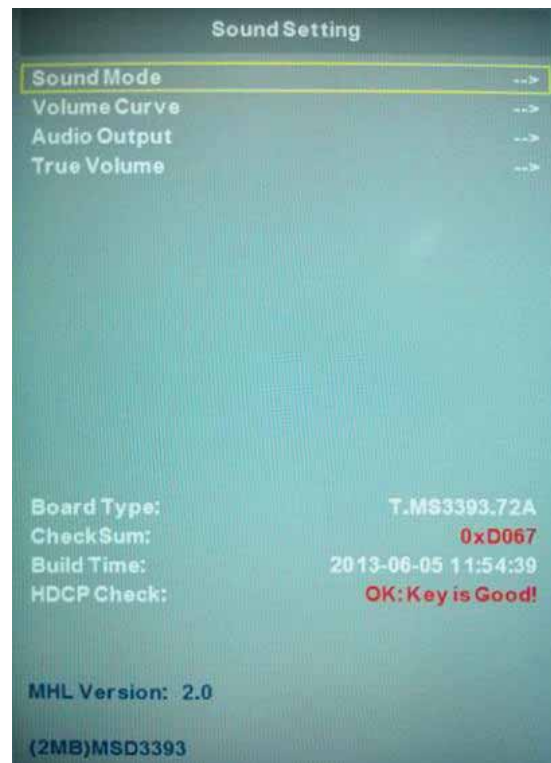 Sound Setting
Sound Mode -->
Volume Curve -->
Audio Output -->
True Volume -->
Board Type: T.MS3393.72A
CheckSum: 0xD067
Build Time: 2013-06-05 11:54:39
HDCP Check: OK: Key is Good!
MHL Version: 2.0
(2MB)MSD3393